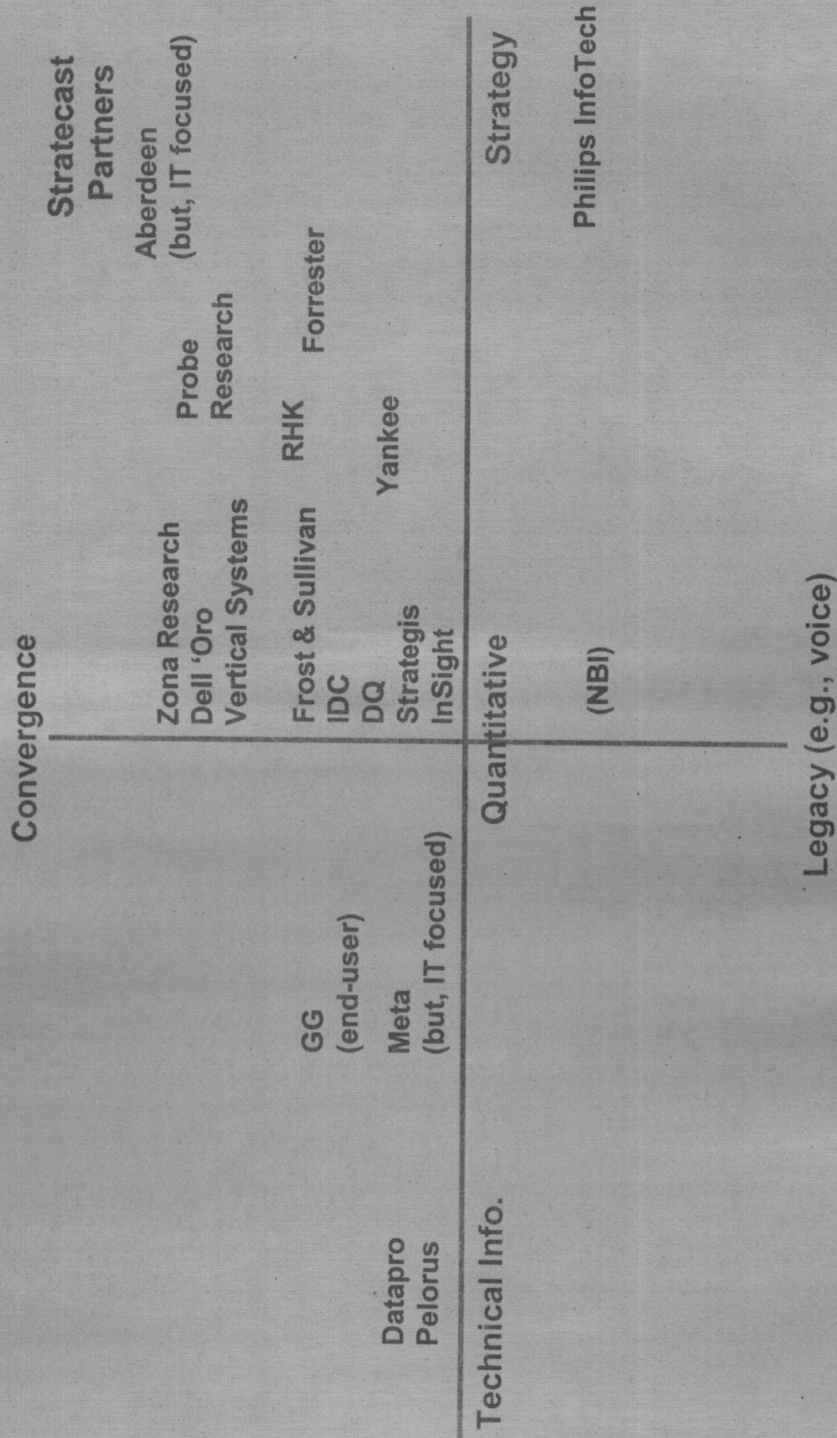 Convergence
Stratecast
Partners
Aberdeen
(but, IT focused)
Probe
Research
Zona Research
Dell ‘Oro
Vertical Systems
RHK
Forrester
Frost & Sullivan
IDC
DQ
Strategis
InSight
Yankee
GG
(end-user)
Meta
(but, IT focused)
Datapro
Pelorus
Technical Info.
Quantitative
Strategy
(NBI)
Philips InfoTech
Legacy (e.g., voice)